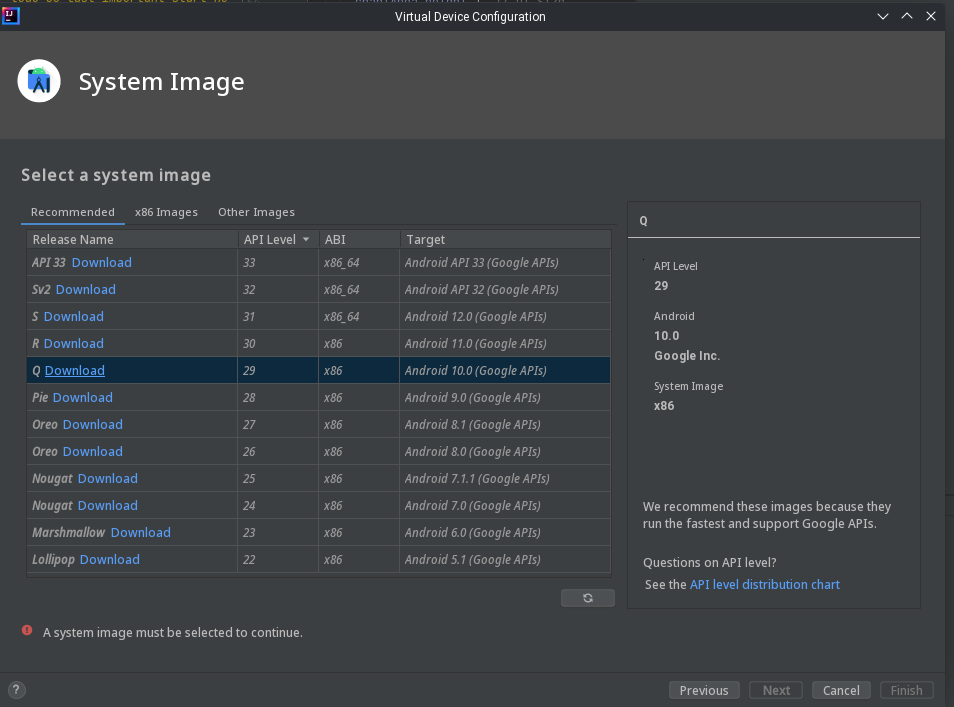 Virtual Device Configuration
System Image
Select a system image
Recommended x86 Images Other Images
Release Name API Level ABI Target
API 33 Download 33 x86_64 Android API 33 (Google APIs)
Sv2 Download 32 x86_64 Android API 32 (Google APIs)
S Download 31 x86_64 Android 12.0 (Google APIs)
R Download 30 x86 Android 11.0 (Google APIs)
Q Download 29 x86 Android 10.0 (Google APIs)
Pie Download 28 x86 Android 9.0 (Google APIs)
Oreo Download 27 x86 Android 8.1 (Google APIs)
Oreo Download 26 x86 Android 8.0 (Google APIs)
Nougat Download 25 x86 Android 7.1.1 (Google APIs)
Nougat Download 24 x86 Android 7.0 (Google APIs)
Marshmallow Download 23 x86 Android 6.0 (Google APIs)
Lollipop Download 22 x86 Android 5.1 (Google APIs)
Q
API Level
29
Android
10.0
Google Inc.
System Image
x86
We recommend these images because they
run the fastest and support Google APIs.
Questions on API level?
See the API level distribution chart
A system image must be selected to continue.
? Previous Next Cancel Finish